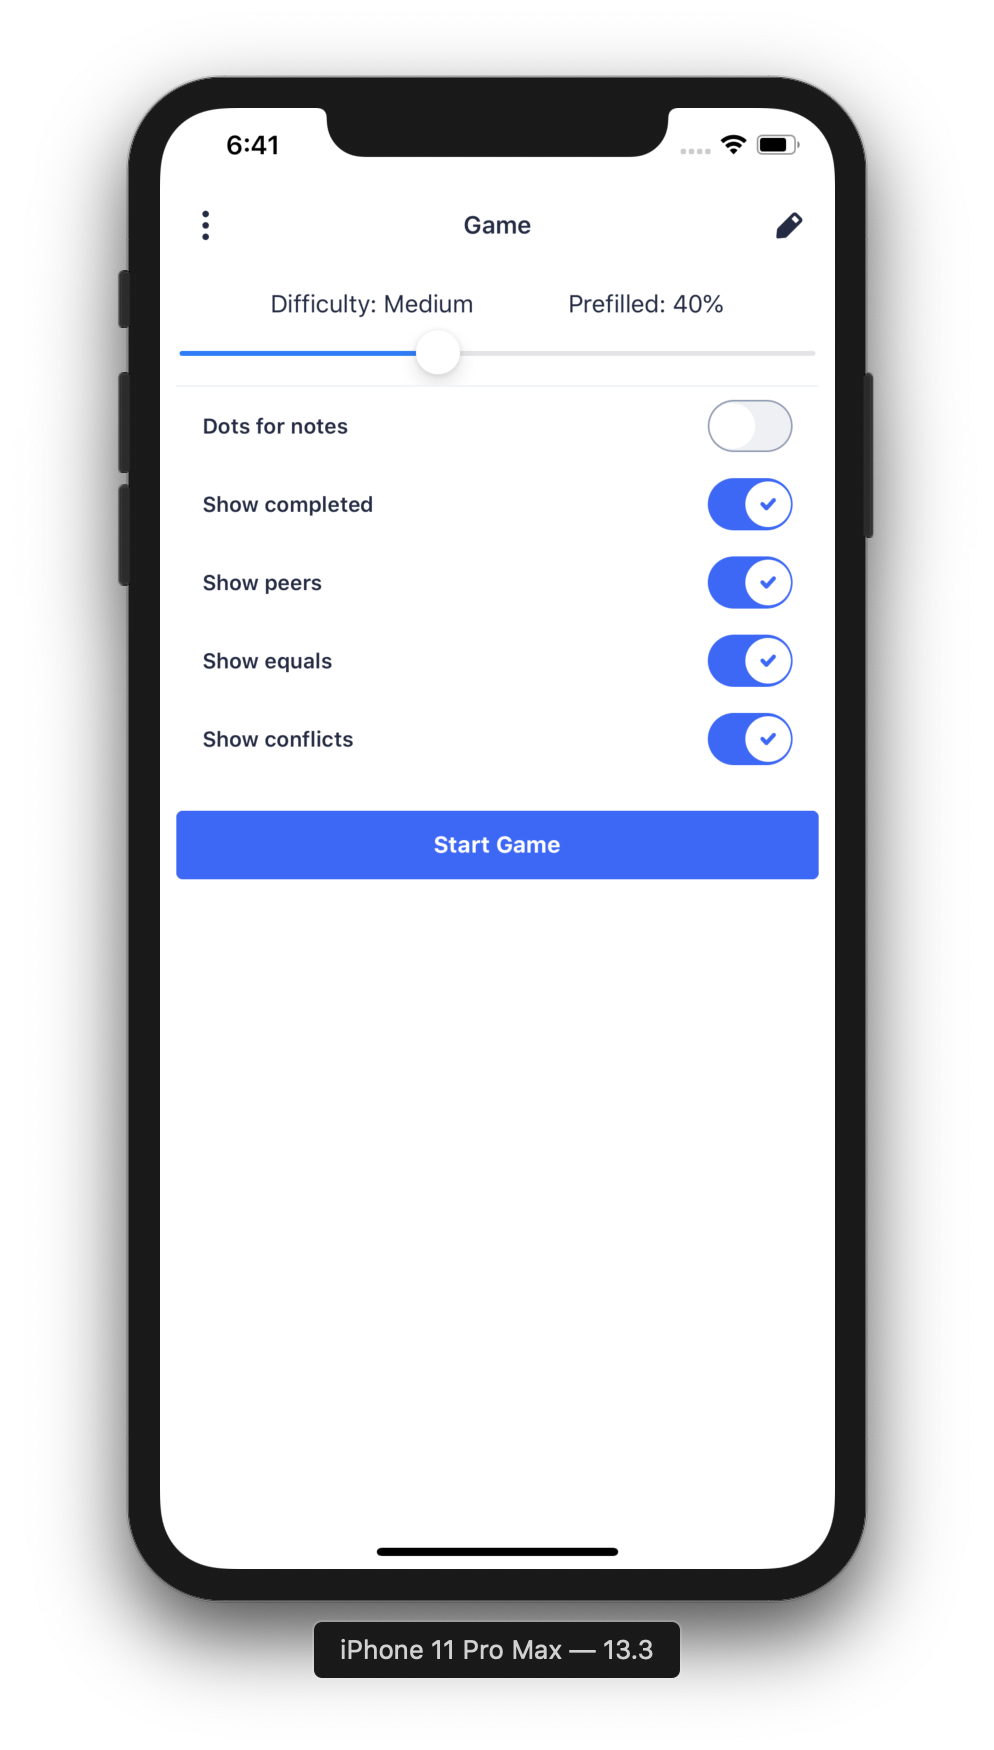 6:41
Game
Difficulty: Medium Prefilled: 40%
Dots for notes
Show completed
Show peers
Show equals
Show conflicts
Start Game
iPhone 11 Pro Max — 13.3